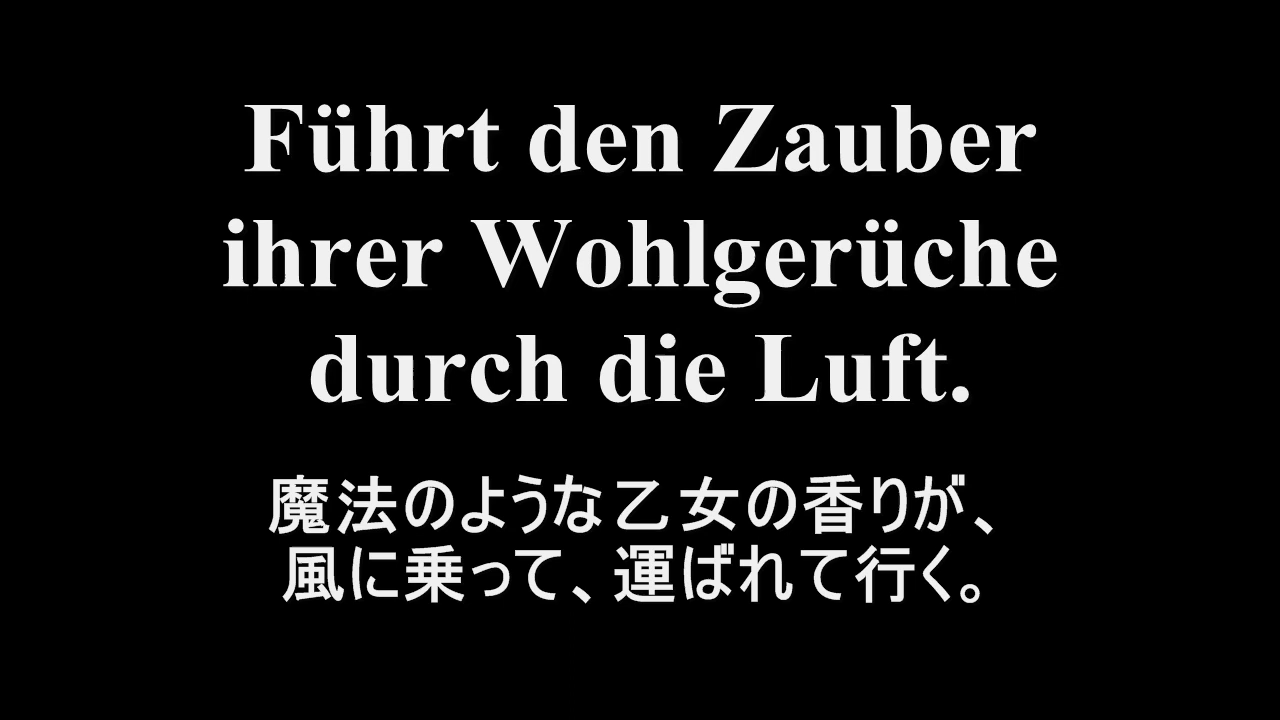 Führt den Zauber
ihrer Wohlgerüche
durch die Luft.
魔法のような乙女の香りが、
風に乗って、運ばれて行く。